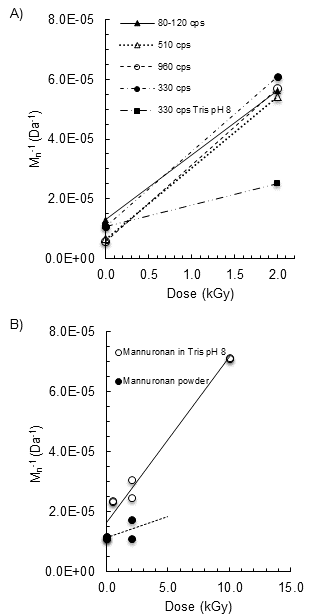 A)
8.0E-05
6.0E-05
4.0E-05
2.0E-05
0.0E+00
Mn-1 (Da-1)
80-120 cps
510 cps
960 cps
330 cps
330 cps Tris pH 8
0.0 0.5 1.0 1.5 2.0
Dose (kGy)
B)
8.0E-05
6.0E-05
4.0E-05
2.0E-05
0.0E+00
Mn-1 (Da-1)
Mannuronan in Tris pH 8
Mannuronan powder
0.0 5.0 10.0 15.0
Dose (kGy)